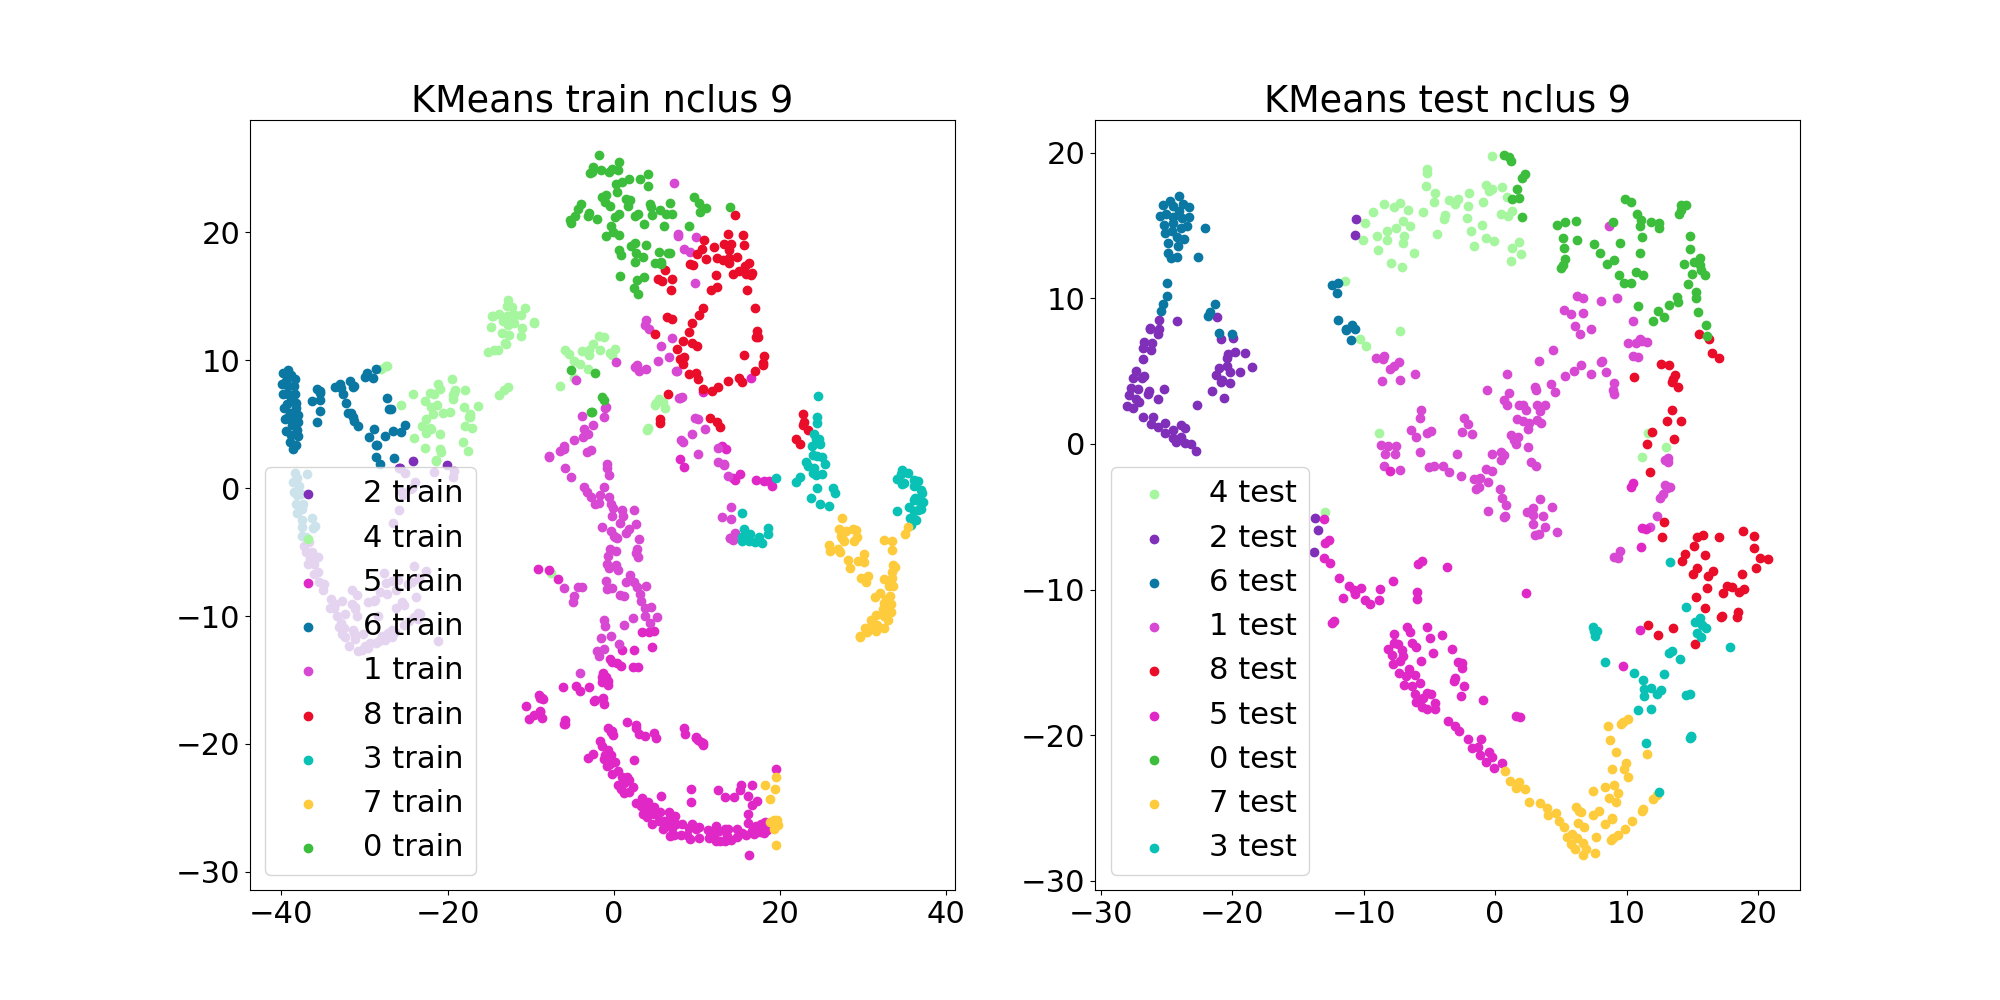 KMeans train nclus 9
20
10
0
−10
−20
−30
−40
−20
0
20
40
2 train
4 train
5 train
6 train
1 train
8 train
3 train
7 train
0 train
KMeans test nclus 9
20
10
0
−10
−20
−30
−30
−20
−10
0
10
20
4 test
2 test
6 test
1 test
8 test
5 test
0 test
7 test
3 test